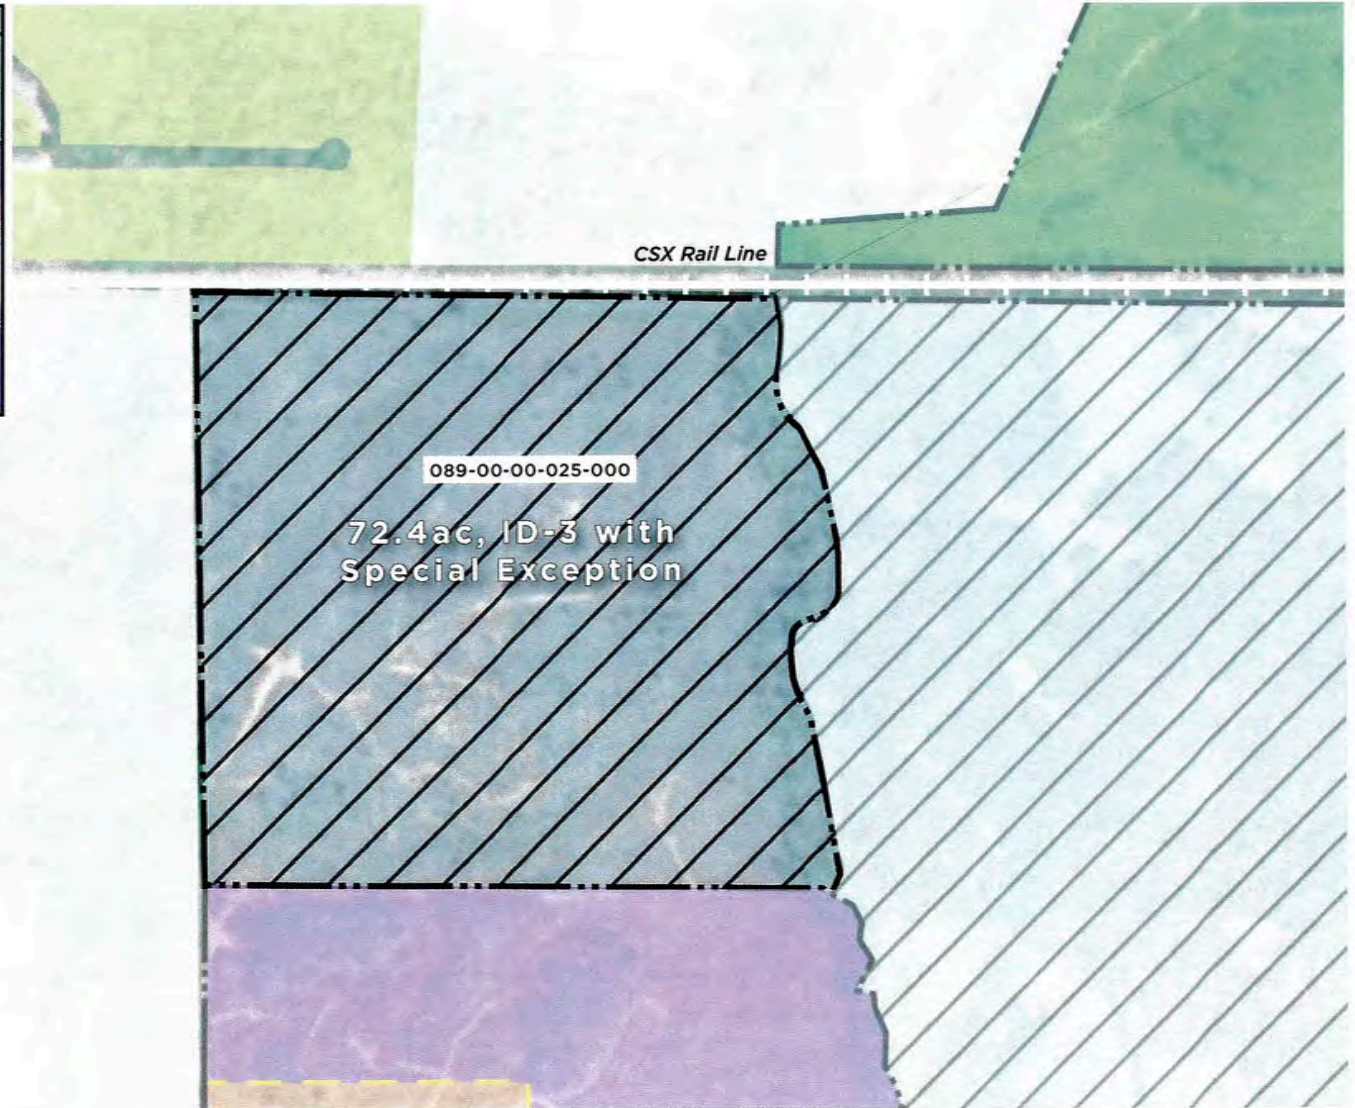 CSX Rail Line
089-00-00-025-000
72.4ac, ID-3 with
Special Exception